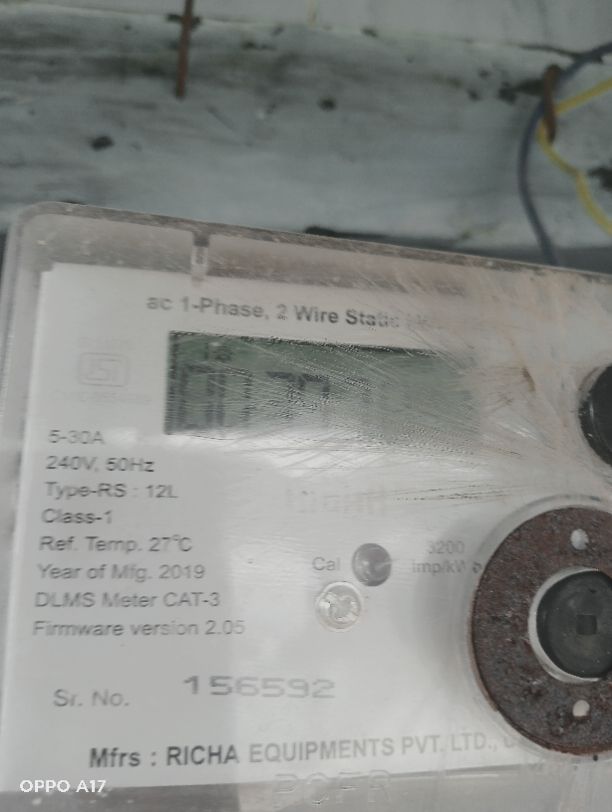 ac 1-Phase, 2 Wire Static
5-30A
240V, 50Hz
Type-RS : 12L
Class-1
Ref. Temp. 27°C
Year of Mfg. 2019
DLMS Meter CAT-3
Firmware version 2.05
Cal
3200
imp/kW
Sr. No. 156592
Mfrs : RICHA EQUIPMENTS PVT. LTD.,
OPPO A17